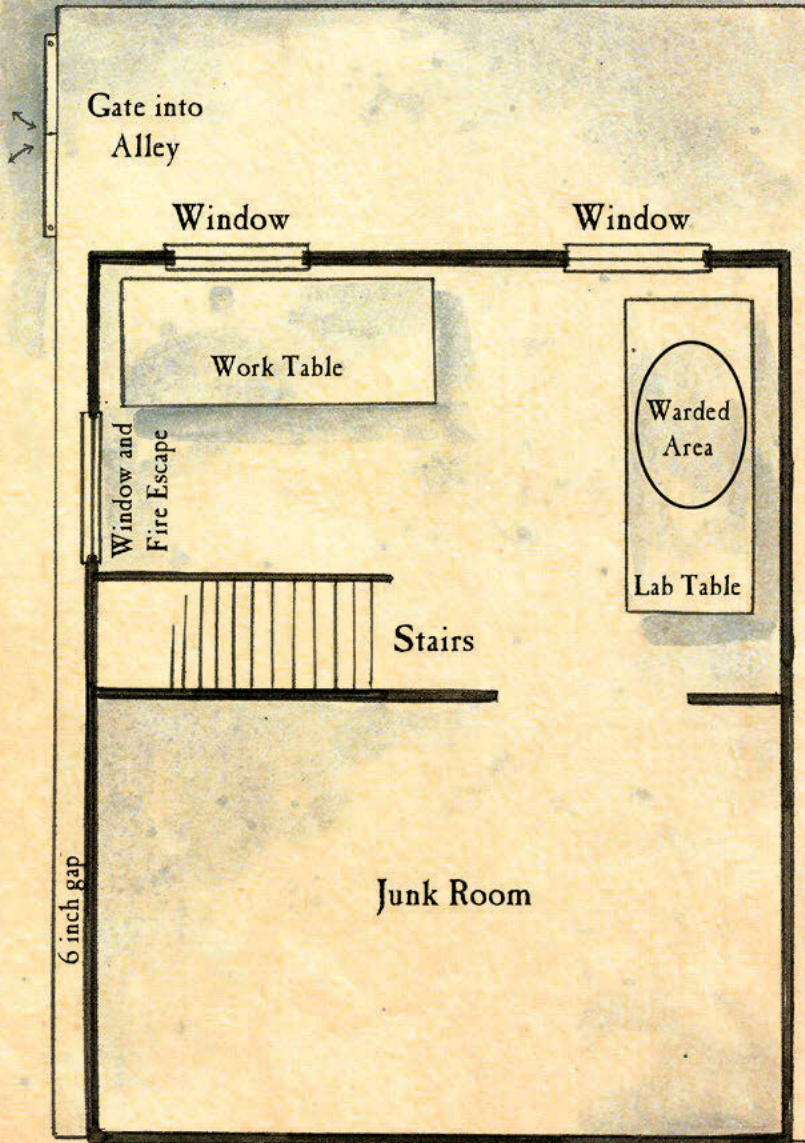 Gate into
Alley
Window
Window
Work Table
Warded
Area
Window and
Fire Escape
Lab Table
Stairs
Junk Room
6 inch gap